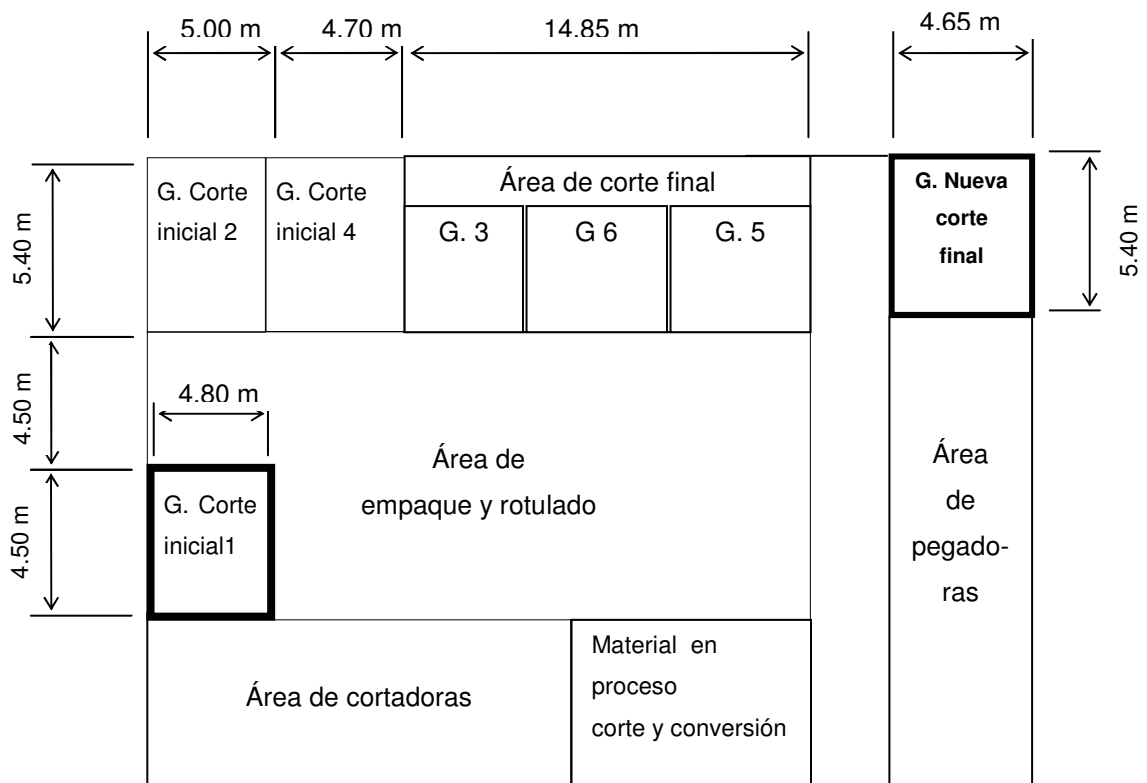 5.00 m
4.70 m
14.85 m
4.65 m
G. Corte
inicial 2
G. Corte
inicial 4
Área de corte final
G. 3
G 6
G. 5
G. Nueva
corte
final
5.40 m
5.40 m
4.50 m
4.80 m
4.50 m
G. Corte
inicial1
Área de
empaque y rotulado
Área
de
pegado-
ras
Área de cortadoras
Material en
proceso
corte y conversión